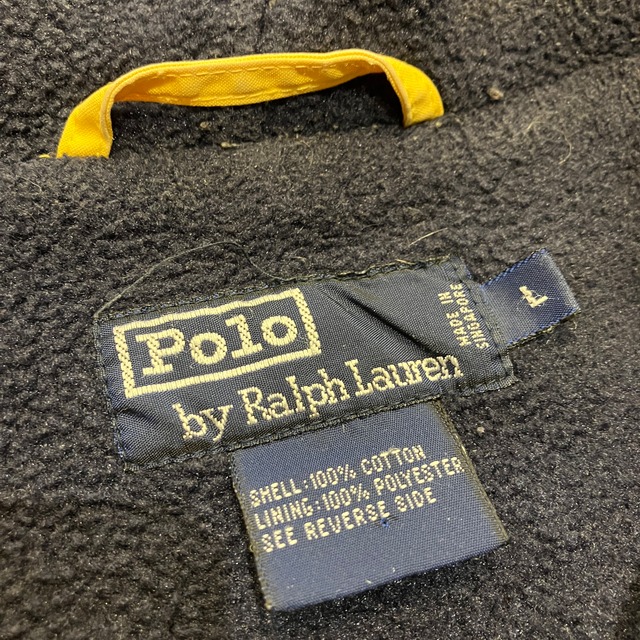 Polo
by Ralph Lauren
MADE IN
SINGAPORE
L
SHELL:100% COTTON
LINING:100% POLYESTER
SEE REVERSE SIDE